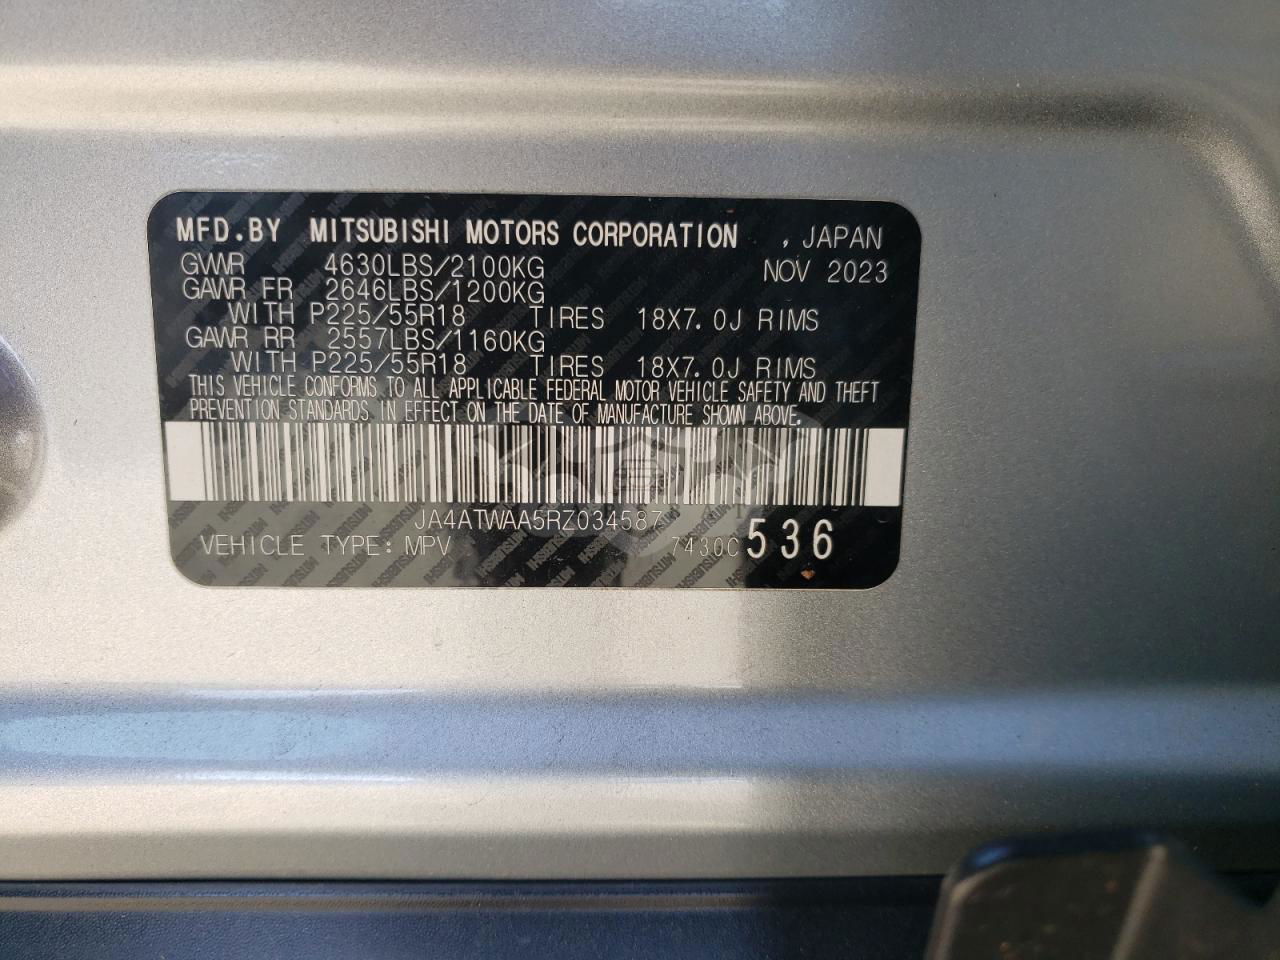 MFD.BY MITSUBISHI MOTORS CORPORATION , JAPAN
GVWR 4630LBS/2100KG NOV 2023
GAWR FR 2646LBS/1200KG
WITH P225/55R18 TIRES 18X7.0J RIMS
GAWR RR 2557LBS/1160KG
WITH P225/55R18 TIRES 18X7.0J RIMS
THIS VEHICLE CONFORMS TO ALL APPLICABLE FEDERAL MOTOR VEHICLE SAFETY AND THEFT
PREVENTION STANDARDS IN EFFECT ON THE DATE OF MANUFACTURE SHOWN ABOVE.
JA4ATWAA5RZ034587
VEHICLE TYPE: MPV 7430C 536